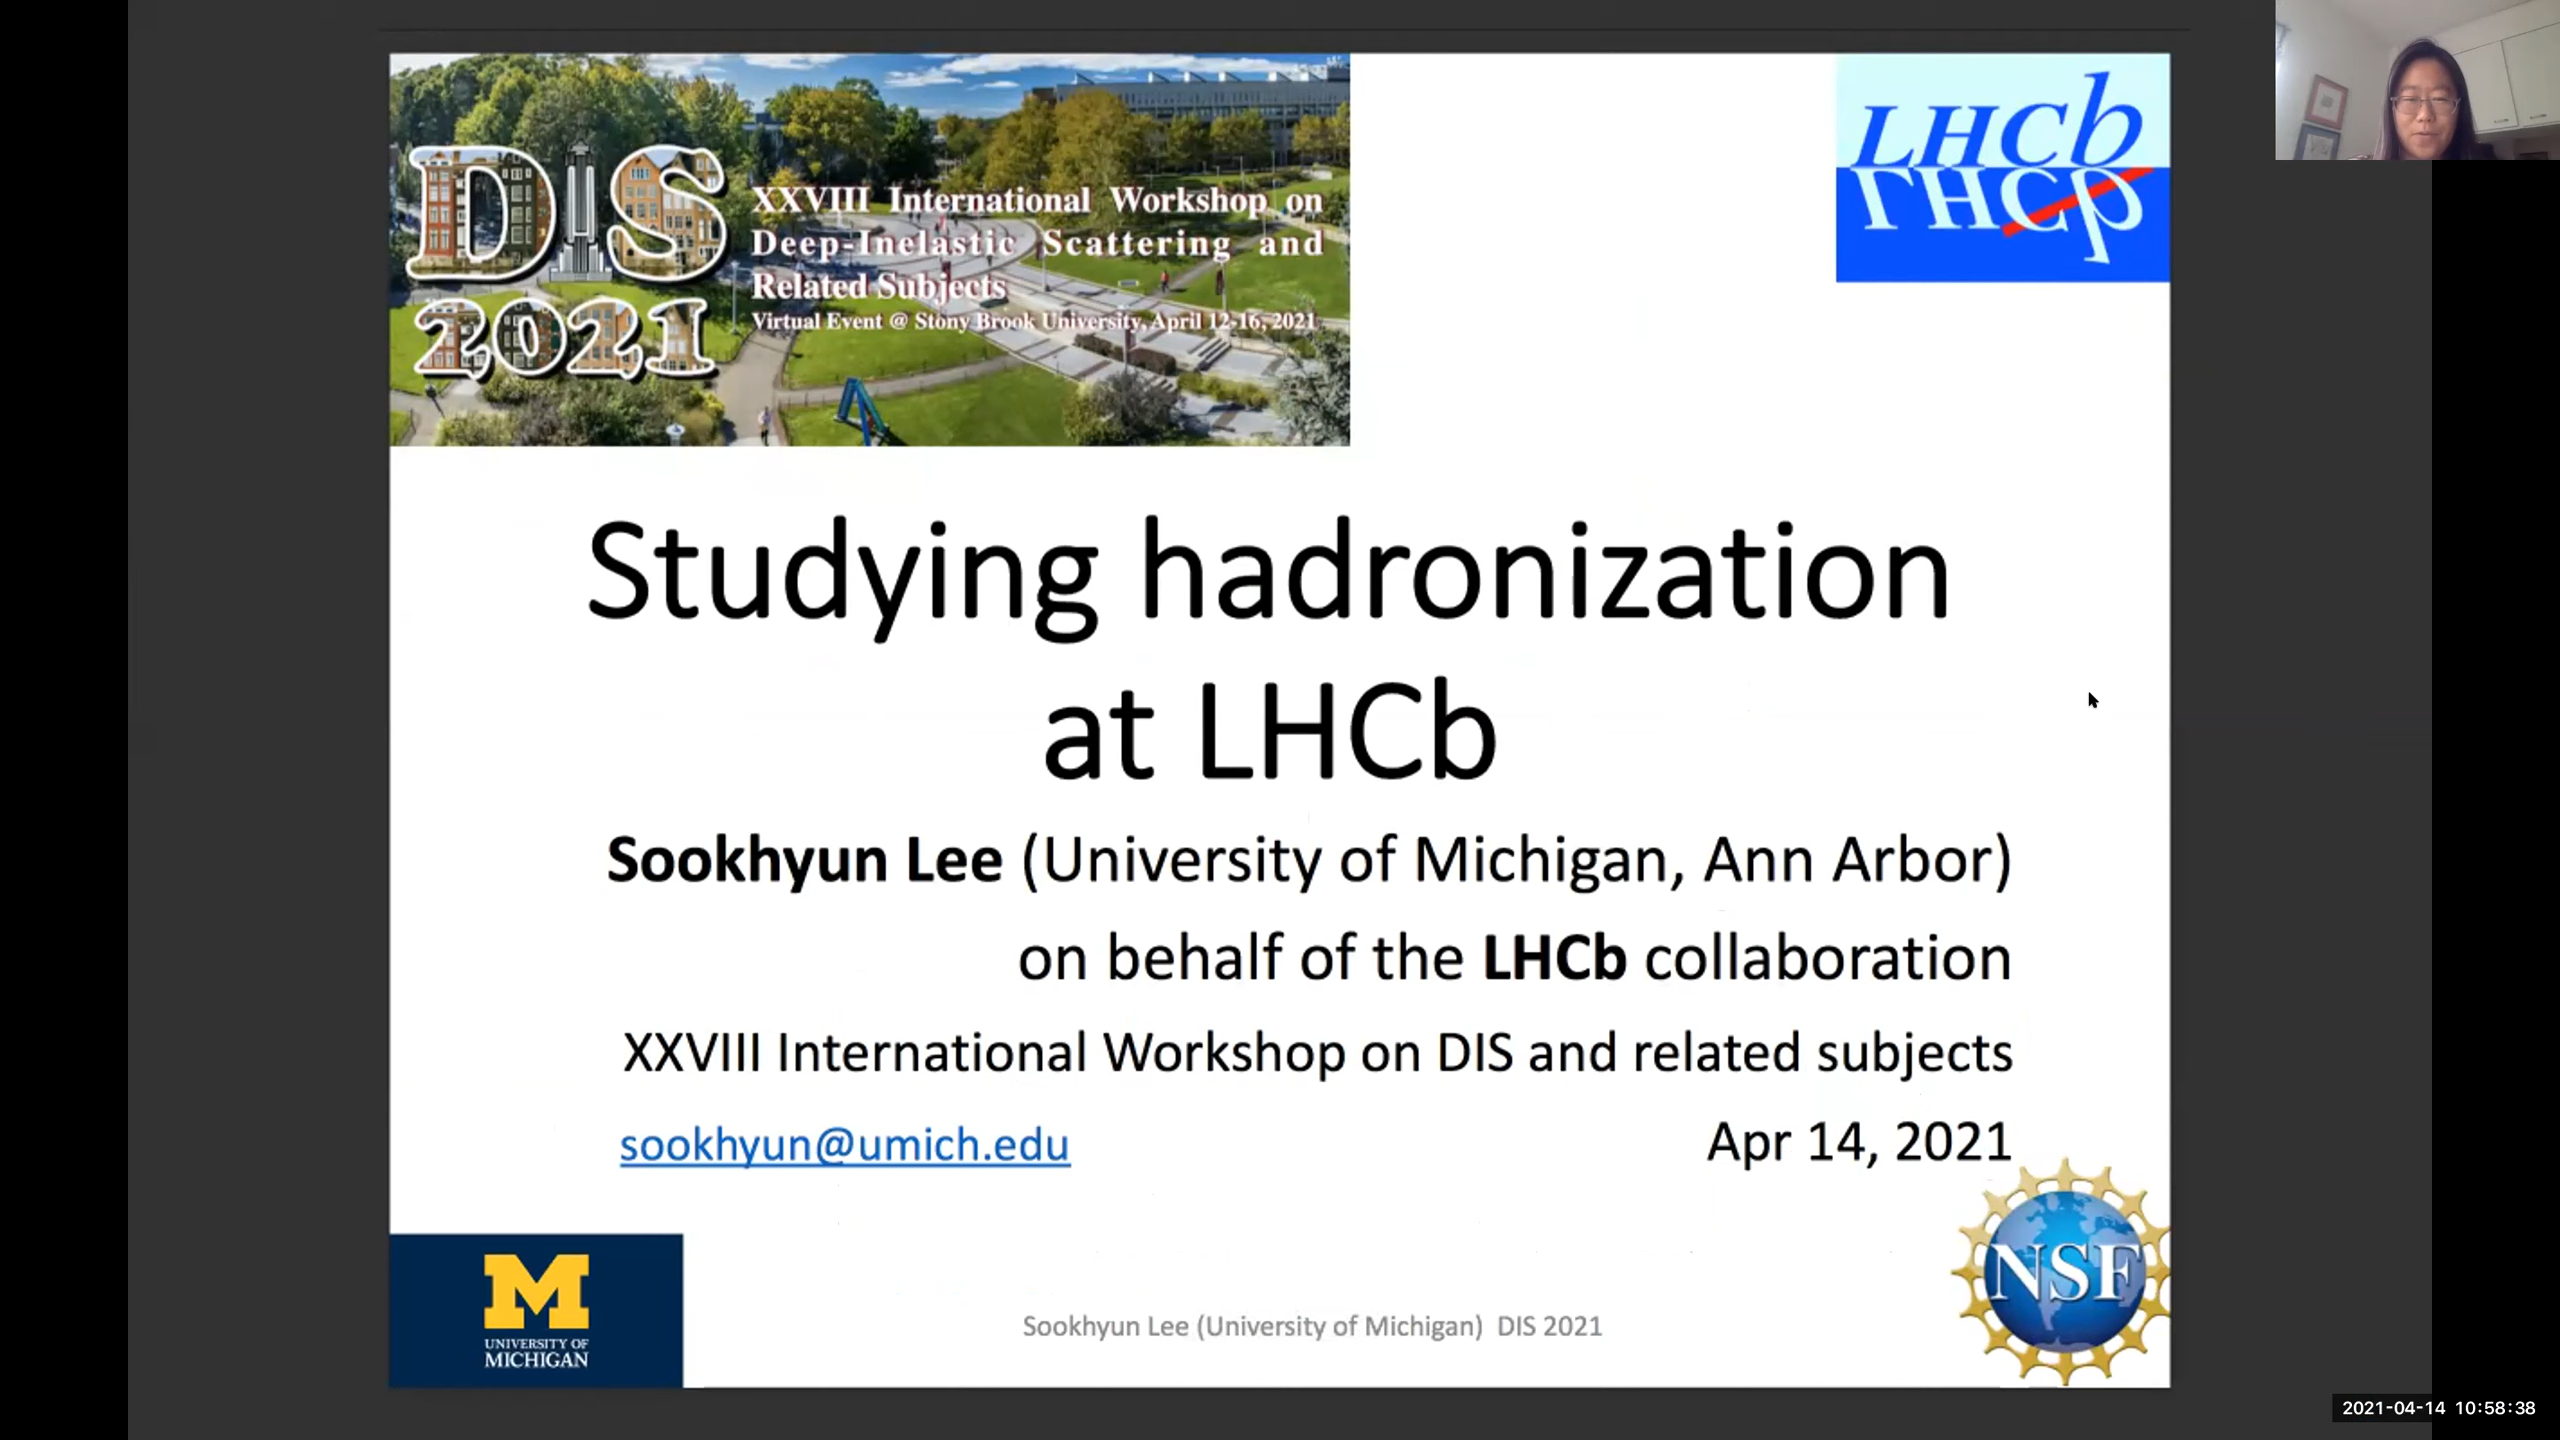 DIS
2021
XXVIII International Workshop on
Deep-Inelastic Scattering and
Related Subjects
Virtual Event @ Stony Brook University, April 12-16, 2021
LHCb
LHCb
Studying hadronization
at LHCb
Sookhyun Lee (University of Michigan, Ann Arbor)
on behalf of the LHCb collaboration
XXVIII International Workshop on DIS and related subjects
sookhyun@umich.edu
Apr 14, 2021
M
UNIVERSITY OF
MICHIGAN
Sookhyun Lee (University of Michigan) DIS 2021
NSF
2021-04-14 10:58:38